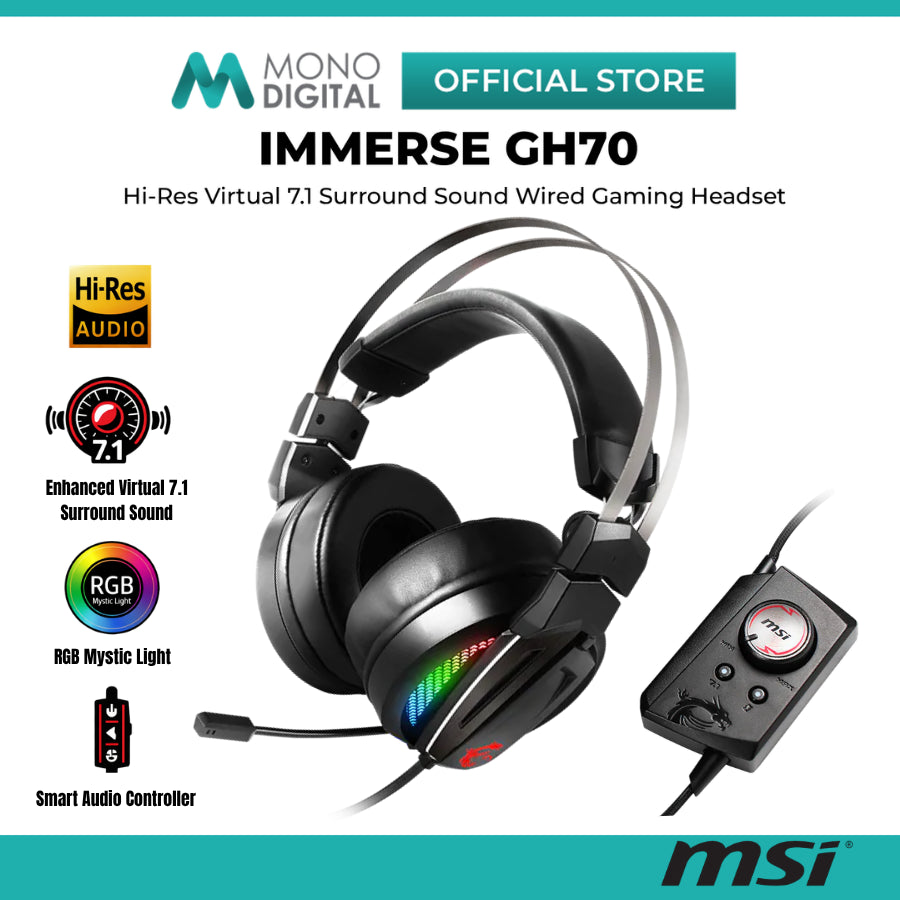 MONO
DIGITAL
OFFICIAL STORE
IMMERSE GH70
Hi-Res Virtual 7.1 Surround Sound Wired Gaming Headset
Hi-Res
AUDIO
7.1
Enhanced Virtual 7.1
Surround Sound
RGB
Mystic Light
RGB Mystic Light
Smart Audio Controller
msi
7.1
msi®